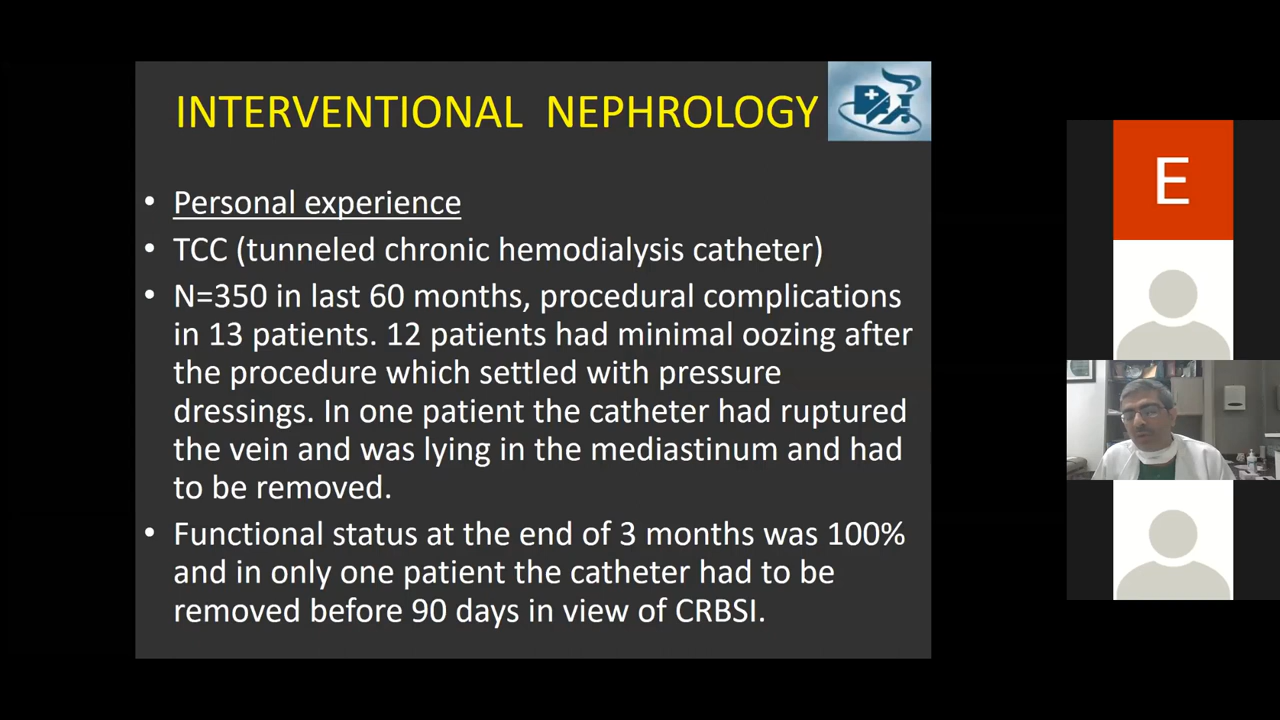 INTERVENTIONAL NEPHROLOGY
• Personal experience
• TCC (tunneled chronic hemodialysis catheter)
• N=350 in last 60 months, procedural complications
in 13 patients. 12 patients had minimal oozing after
the procedure which settled with pressure
dressings. In one patient the catheter had ruptured
the vein and was lying in the mediastinum and had
to be removed.
• Functional status at the end of 3 months was 100%
and in only one patient the catheter had to be
removed before 90 days in view of CRBSI.
E